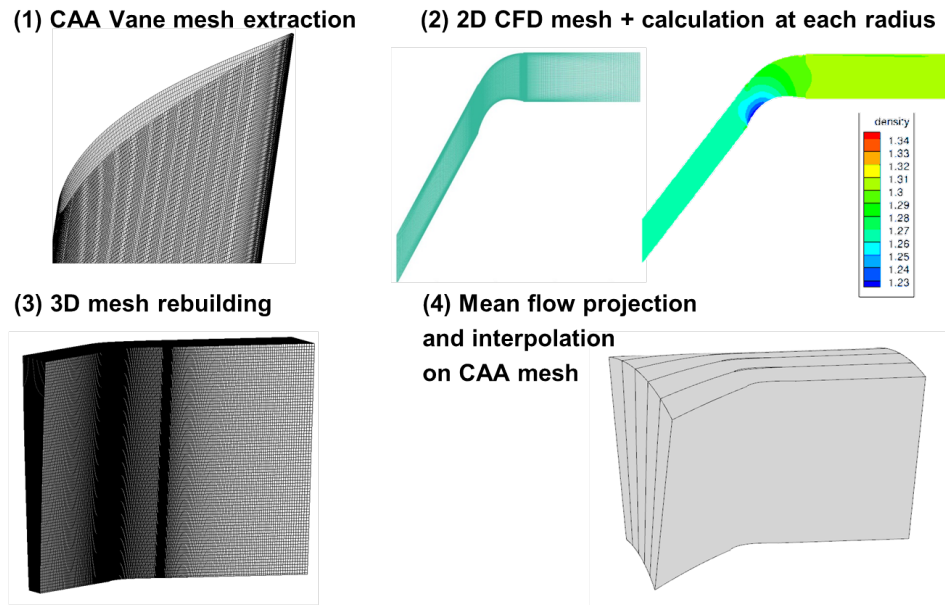 (1) CAA Vane mesh extraction
(2) 2D CFD mesh + calculation at each radius
density
1.34
1.33
1.32
1.31
1.3
1.29
1.28
1.27
1.26
1.25
1.24
1.23
(3) 3D mesh rebuilding
(4) Mean flow projection
and interpolation
on CAA mesh